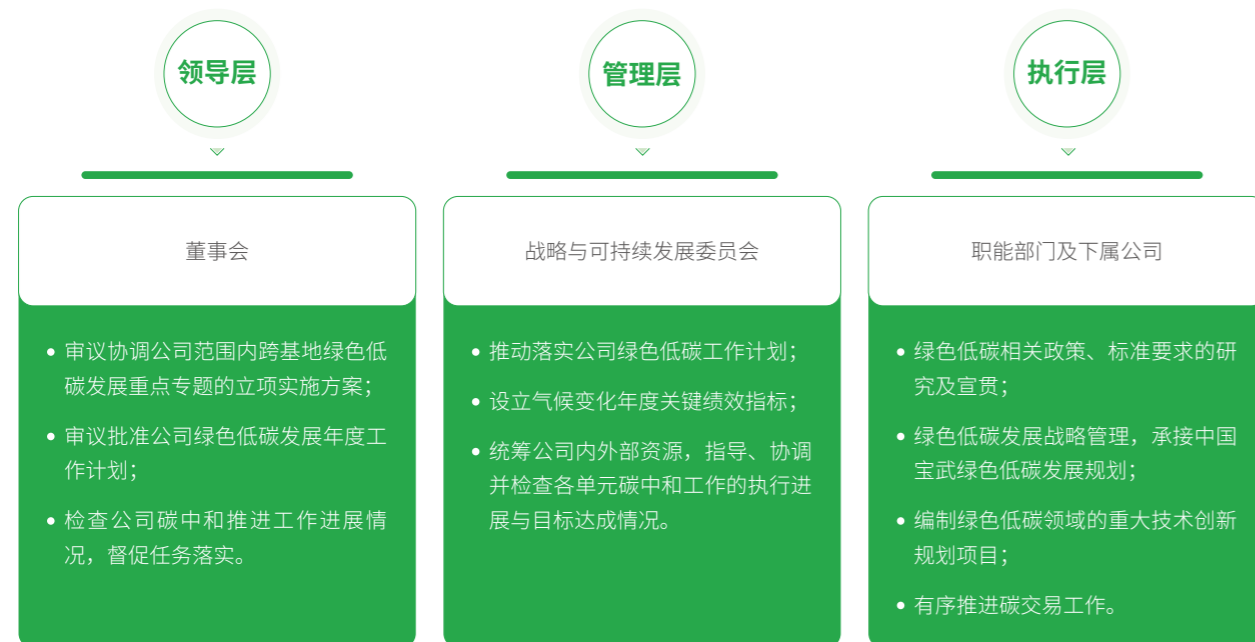 领导层
董事会
• 审议协调公司范围内跨基地绿色低
碳发展重点专题的立项实施方案；
• 审议批准公司绿色低碳发展年度工
作计划；
• 检查公司碳中和推进工作进展情
况，督促任务落实。
管理层
战略与可持续发展委员会
• 推动落实公司绿色低碳工作计划；
• 设立气候变化年度关键绩效指标；
• 统筹公司内外部资源，指导、协调
并检查各单元碳中和工作的执行进
展与目标达成情况。
执行层
职能部门及下属公司
• 绿色低碳相关政策、标准要求的研
究及宣贯；
• 绿色低碳发展战略管理，承接中国
宝武绿色低碳发展规划；
• 编制绿色低碳领域的重大技术创新
规划项目；
• 有序推进碳交易工作。